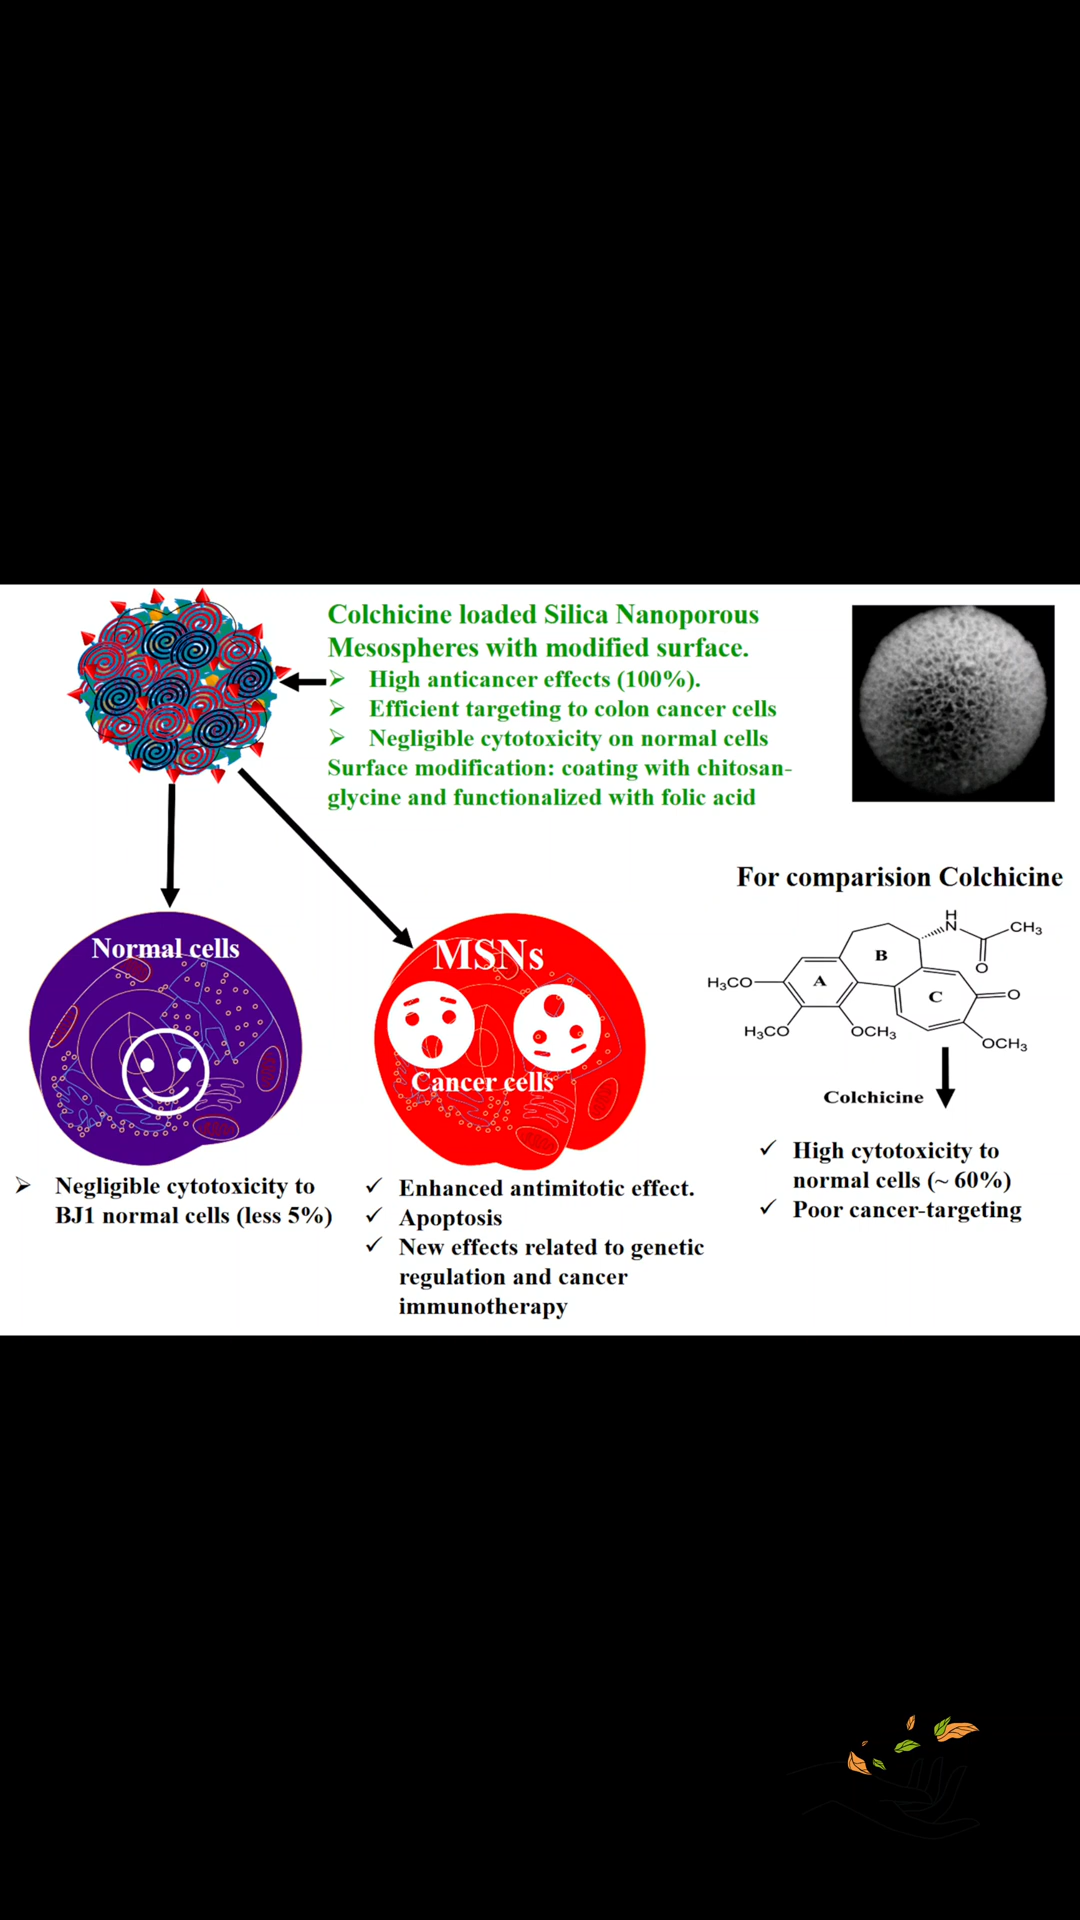 Colchicine loaded Silica Nanoporous
Mesospheres with modified surface.
➢ High anticancer effects (100%).
➢ Efficient targeting to colon cancer cells
➢ Negligible cytotoxicity on normal cells
Surface modification: coating with chitosan-
glycine and functionalized with folic acid
Normal cells
➢ Negligible cytotoxicity to
BJ1 normal cells (less 5%)
MSNs
Cancer cells
✓ Enhanced antimitotic effect.
✓ Apoptosis
✓ New effects related to genetic
regulation and cancer
immunotherapy
For comparision Colchicine
H
N
CH₃
O
B
A
C
O
H₃CO
H₃CO
OCH₃
OCH₃
Colchicine
✓ High cytotoxicity to
normal cells (~ 60%)
✓ Poor cancer-targeting